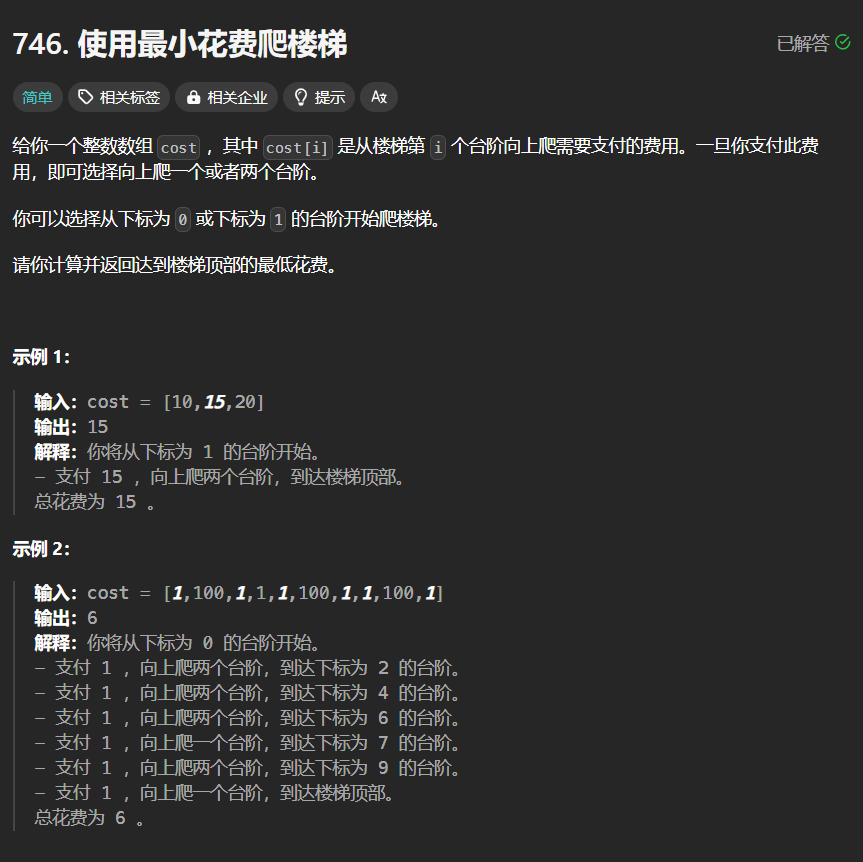 746. 使用最小花费爬楼梯
已解答
简单 相关标签 相关企业 提示 Aあ
给你一个整数数组 cost ，其中 cost[i] 是从楼梯第 i 个台阶向上爬需要支付的费用。一旦你支付此费
用，即可选择向上爬一个或者两个台阶。
你可以选择从下标为 0 或下标为 1 的台阶开始爬楼梯。
请你计算并返回达到楼梯顶部的最低花费。
示例 1：
输入：cost = [10,15,20]
输出：15
解释：你将从下标为 1 的台阶开始。
- 支付 15 ，向上爬两个台阶，到达楼梯顶部。
总花费为 15 。
示例 2：
输入：cost = [1,100,1,1,1,100,1,1,100,1]
输出：6
解释：你将从下标为 0 的台阶开始。
- 支付 1 ，向上爬两个台阶，到达下标为 2 的台阶。
- 支付 1 ，向上爬两个台阶，到达下标为 4 的台阶。
- 支付 1 ，向上爬两个台阶，到达下标为 6 的台阶。
- 支付 1 ，向上爬一个台阶，到达下标为 7 的台阶。
- 支付 1 ，向上爬两个台阶，到达下标为 9 的台阶。
- 支付 1 ，向上爬一个台阶，到达楼梯顶部。
总花费为 6 。